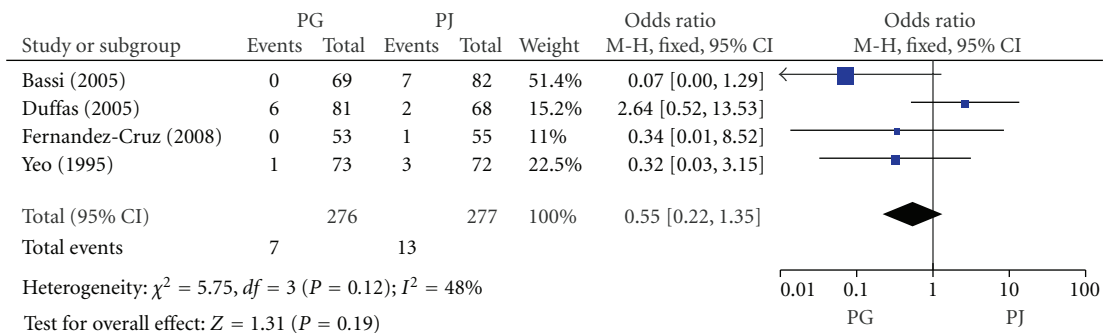 PG PJ Odds ratio Odds ratio
Study or subgroup Events Total Events Total Weight M-H, fixed, 95% CI M-H, fixed, 95% CI
Bassi (2005) 0 69 7 82 51.4% 0.07 [0.00, 1.29]
Duffas (2005) 6 81 2 68 15.2% 2.64 [0.52, 13.53]
Fernandez-Cruz (2008) 0 53 1 55 11% 0.34 [0.01, 8.52]
Yeo (1995) 1 73 3 72 22.5% 0.32 [0.03, 3.15]
Total (95% CI) 276 277 100% 0.55 [0.22, 1.35]
Total events 7 13
Heterogeneity: χ² = 5.75, df = 3 (P = 0.12); I² = 48%
Test for overall effect: Z = 1.31 (P = 0.19)
0.01 0.1 1 10 100
PG PJ